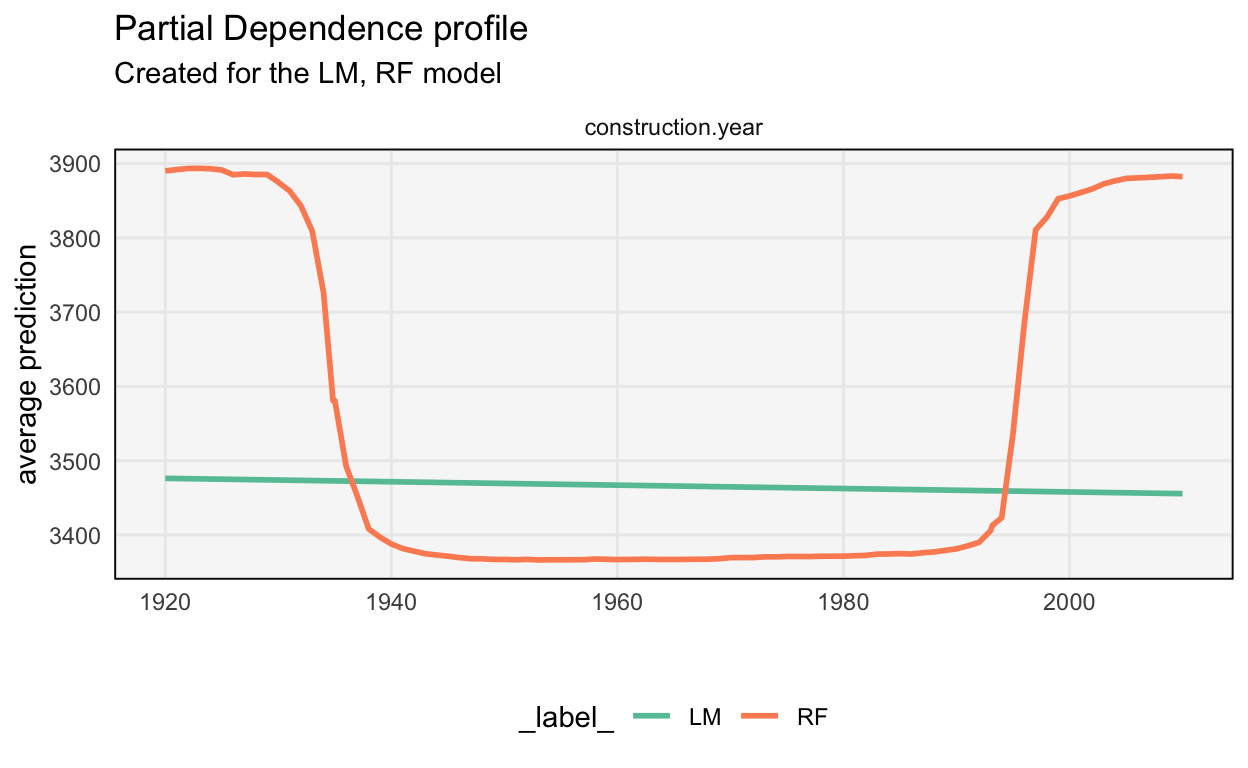 Partial Dependence profile
Created for the LM, RF model
construction.year
3900
3800
3700
3600
3500
3400
average prediction
1920 1940 1960 1980 2000
_label_ LM RF